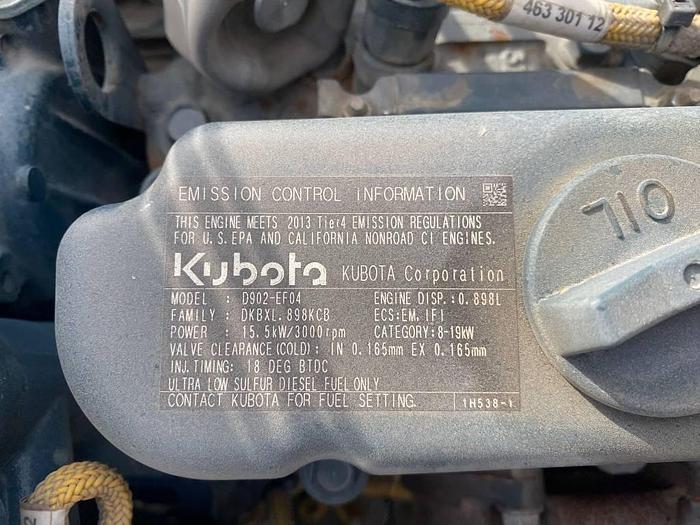 463 301 12
EMISSION CONTROL INFORMATION
THIS ENGINE MEETS 2013 Tier4 EMISSION REGULATIONS
FOR U.S.EPA AND CALIFORNIA NONROAD CI ENGINES.
Kubota KUBOTA Corporation
MODEL : D902-EF04 ENGINE DISP.:0.898L
FAMILY : DKBXL.898KCB ECS:EM, IFI
POWER : 15.5kW/3000rpm CATEGORY:8-19kW
VALVE CLEARANCE(COLD): IN 0.165mm EX 0.165mm
INJ.TIMING: 18 DEG BTDC
ULTRA LOW SULFUR DIESEL FUEL ONLY
CONTACT KUBOTA FOR FUEL SETTING. 1H538-1
OIL